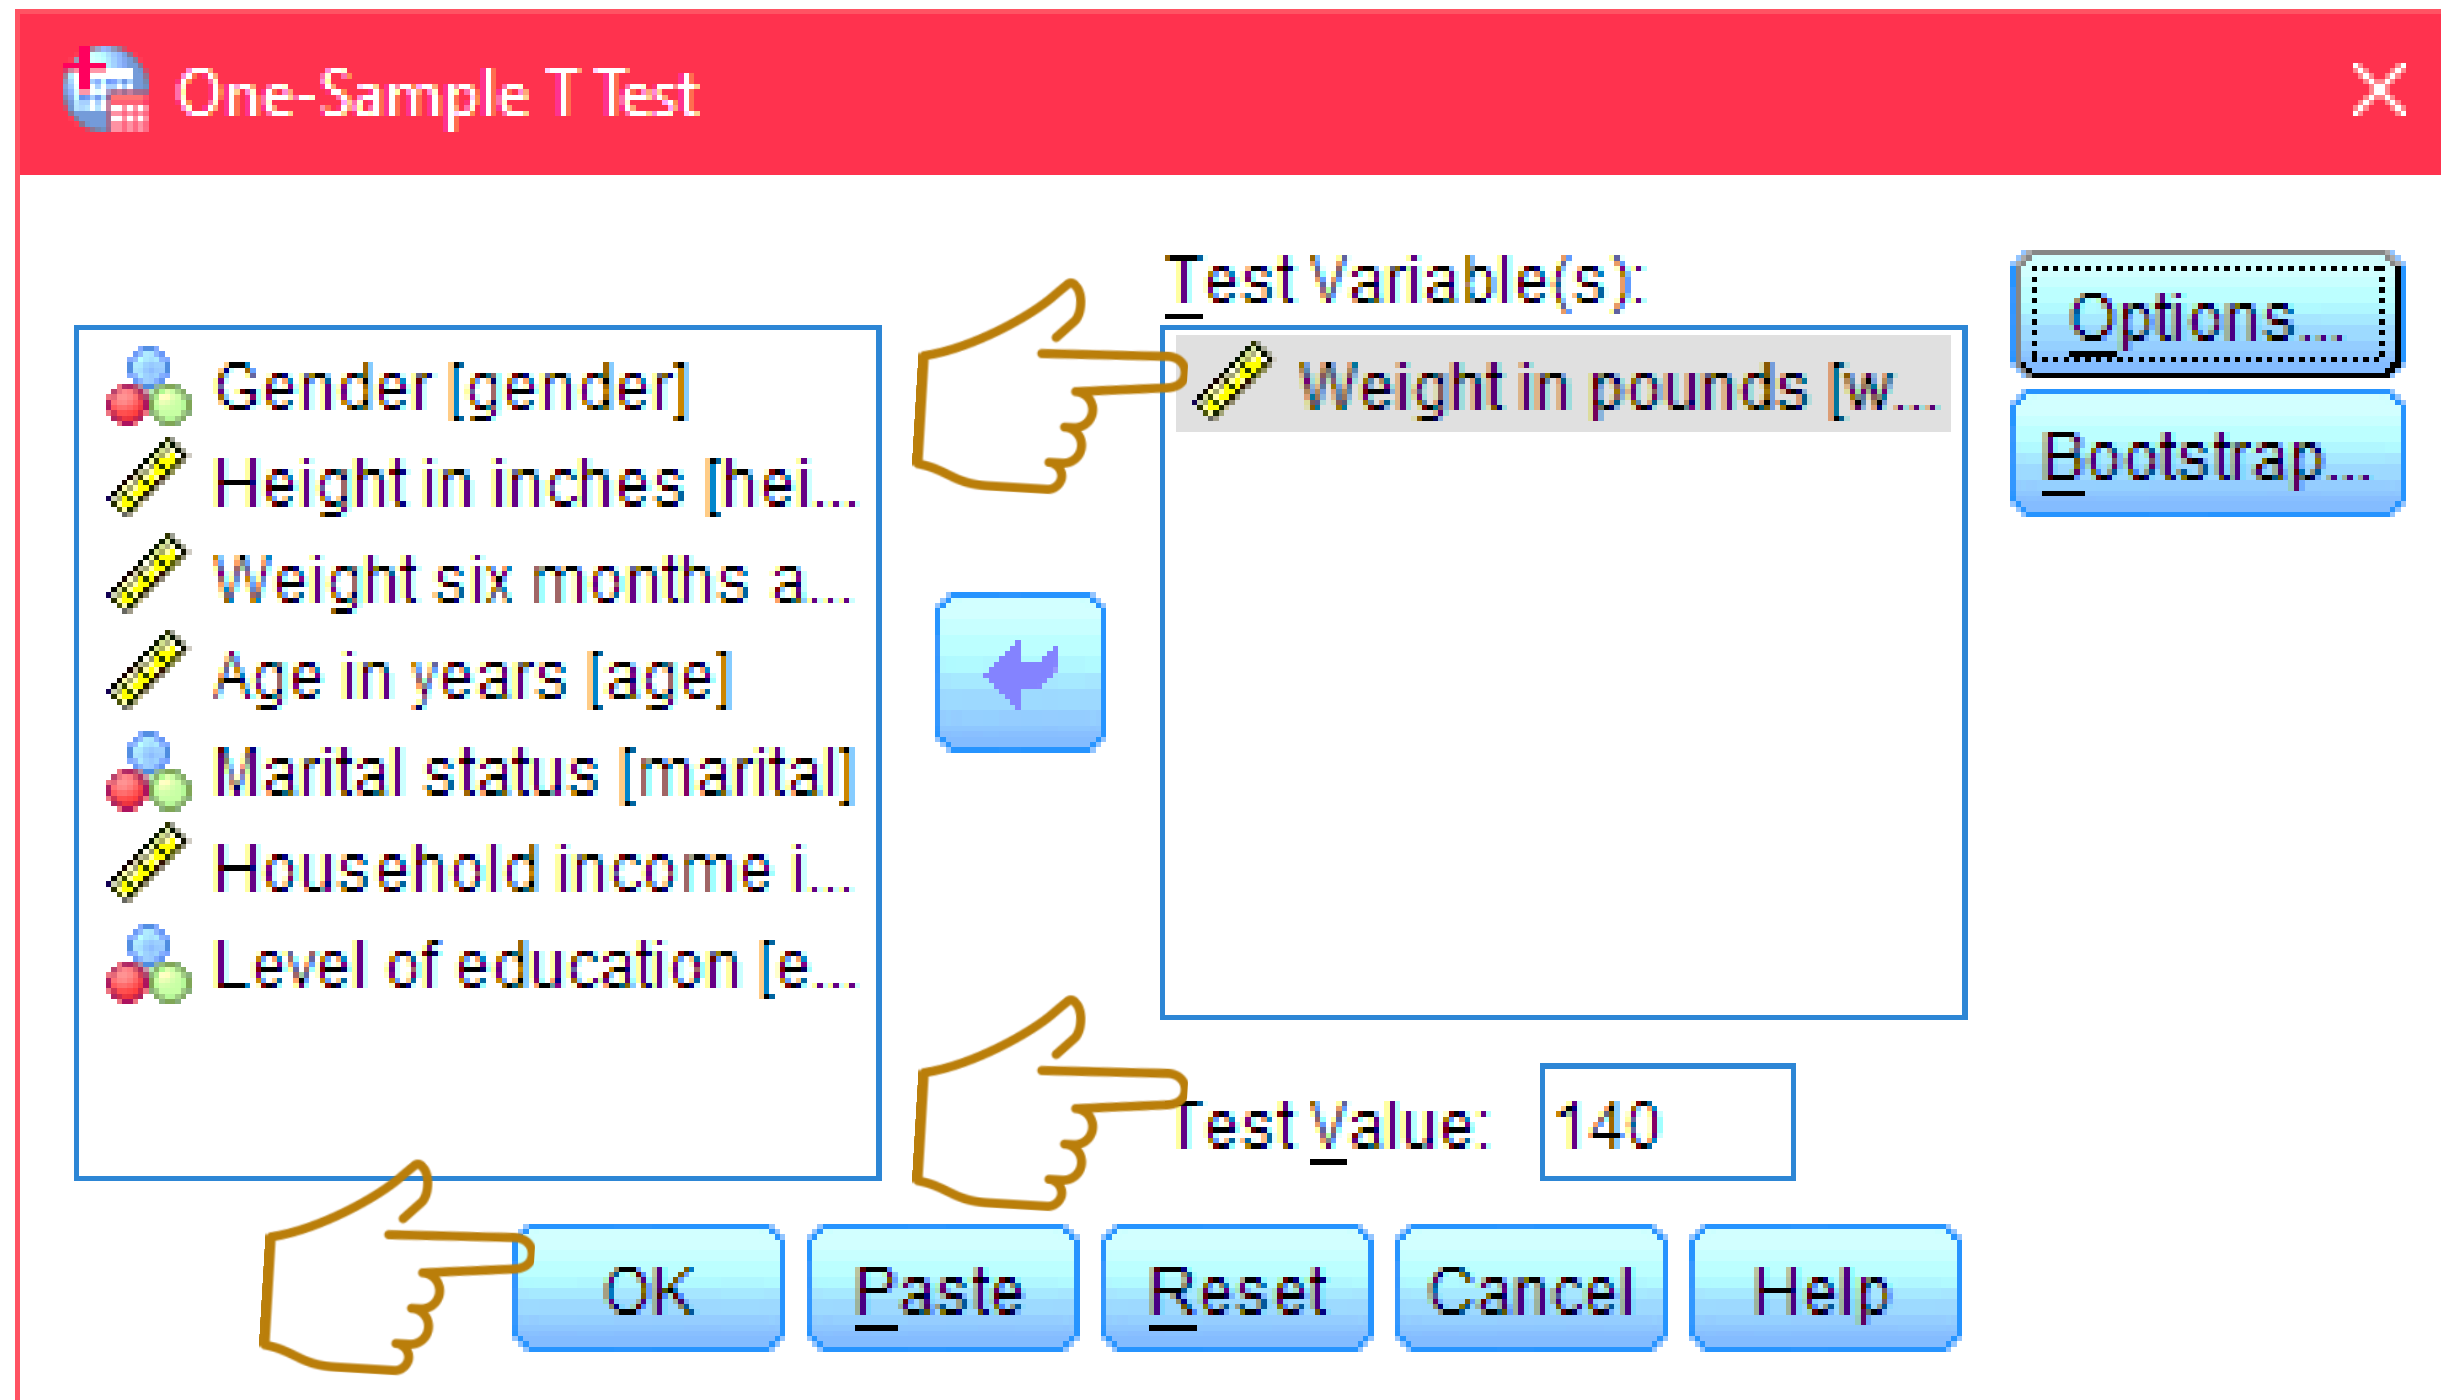 One-Sample T Test
Test Variable(s):
Gender [gender]
Height in inches [hei...
Weight six months a...
Age in years [age]
Marital status [marital]
Household income i...
Level of education [e...
Weight in pounds [w...
Options...
Bootstrap...
Test Value: 140
OK Paste Reset Cancel Help